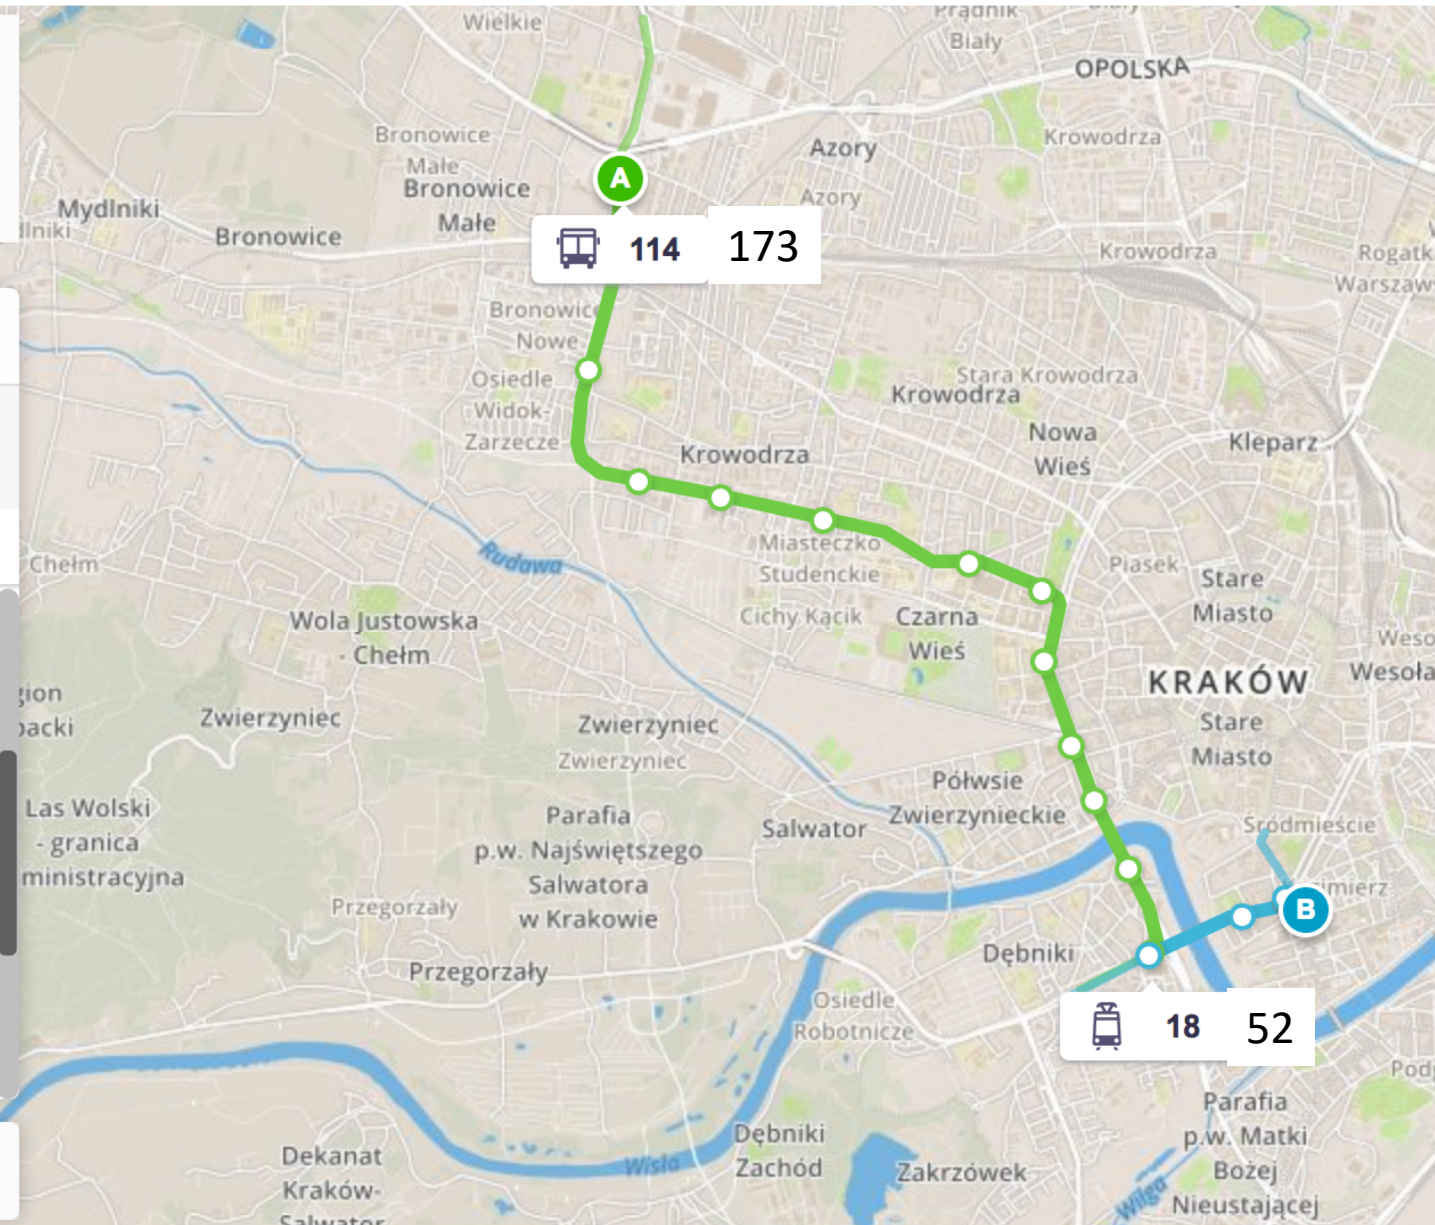 Wielkie
Prądnik
Biały
OPOLSKA
Bronowice
Małe
Bronowice
Małe
Azory
Azory
Krowodrza
Mydlniki
Bronowice
A
114
173
Krowodrza
Bronowice
Nowe
Osiedle
Widok-
Zarzecze
Stara Krowodrza
Krowodrza
Nowa
Wieś
Kleparz
Krowodrza
Rudawa
Miasteczko
Studenckie
Chełm
Piasek
Stare
Miasto
Wola Justowska
- Chełm
Cichy Kącik
Czarna
Wieś
KRAKÓW
Stare
Miasto
Zwierzyniec
Zwierzyniec
Zwierzyniec
Półwsie
Zwierzynieckie
Las Wolski
- granica
Parafia
p.w. Najświętszego
Salwatora
w Krakowie
Salwator
Śródmieście
B
Przegorzały
Przegorzały
Dębniki
Osiedle
Robotnicze
18
52
Parafia
p.w. Matki
Bożej
Nieustającej
Dębniki
Zachód
Zakrzówek
Wisła
Wilga
Dekanat
Kraków-
Salwator